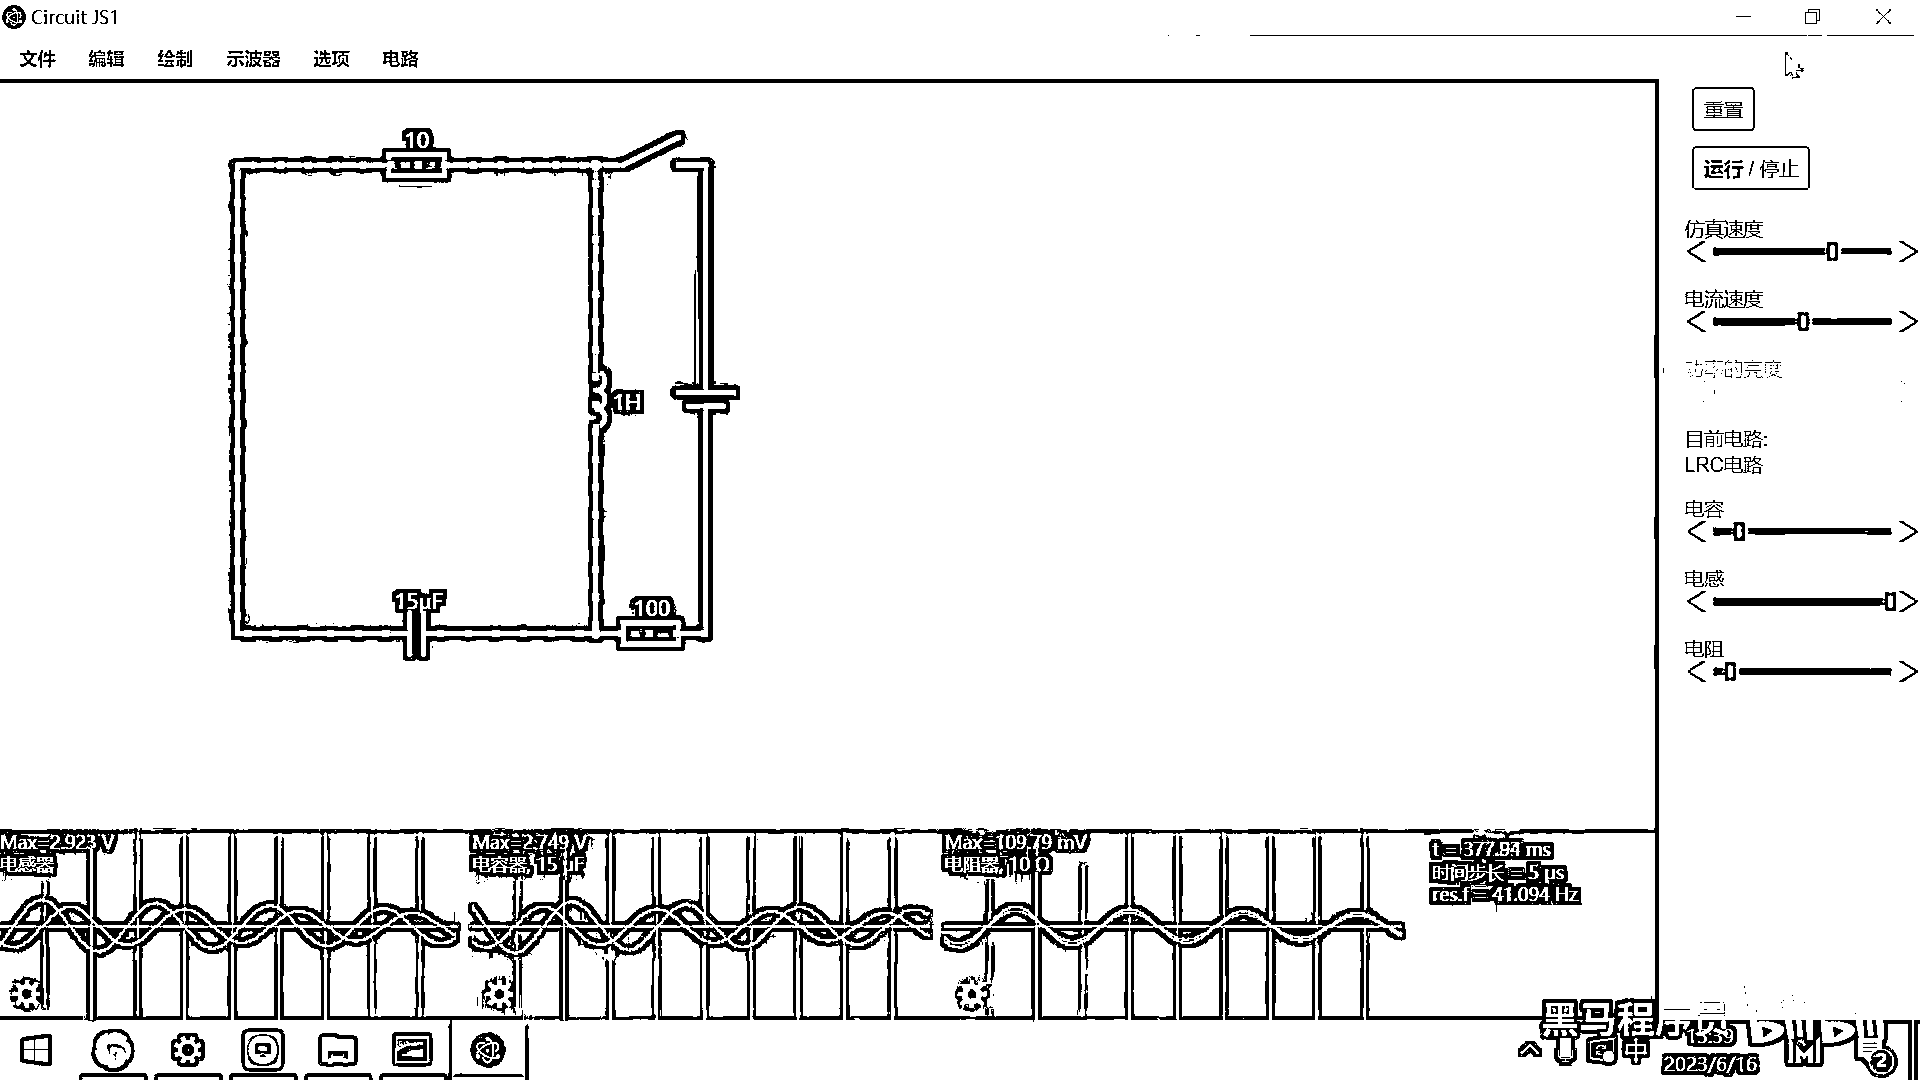 Circuit JS1
文件 编辑 绘制 示波器 选项 电路
重置
运行 / 停止
仿真速度
电流速度
功率的亮度
目前电路:
LRC电路
电容
电感
电阻
10
1H
15μF
100
Max=2.923 V
电感器
Max=2.749 V
电容器, 15 μF
Max=109.79 mV
电阻器, 10 Ω
t = 377.94 ms
时间步长 = 5 μs
res.f = 41.094 Hz
黑马程序员 bilibili
中
15:39
2023/6/16
2